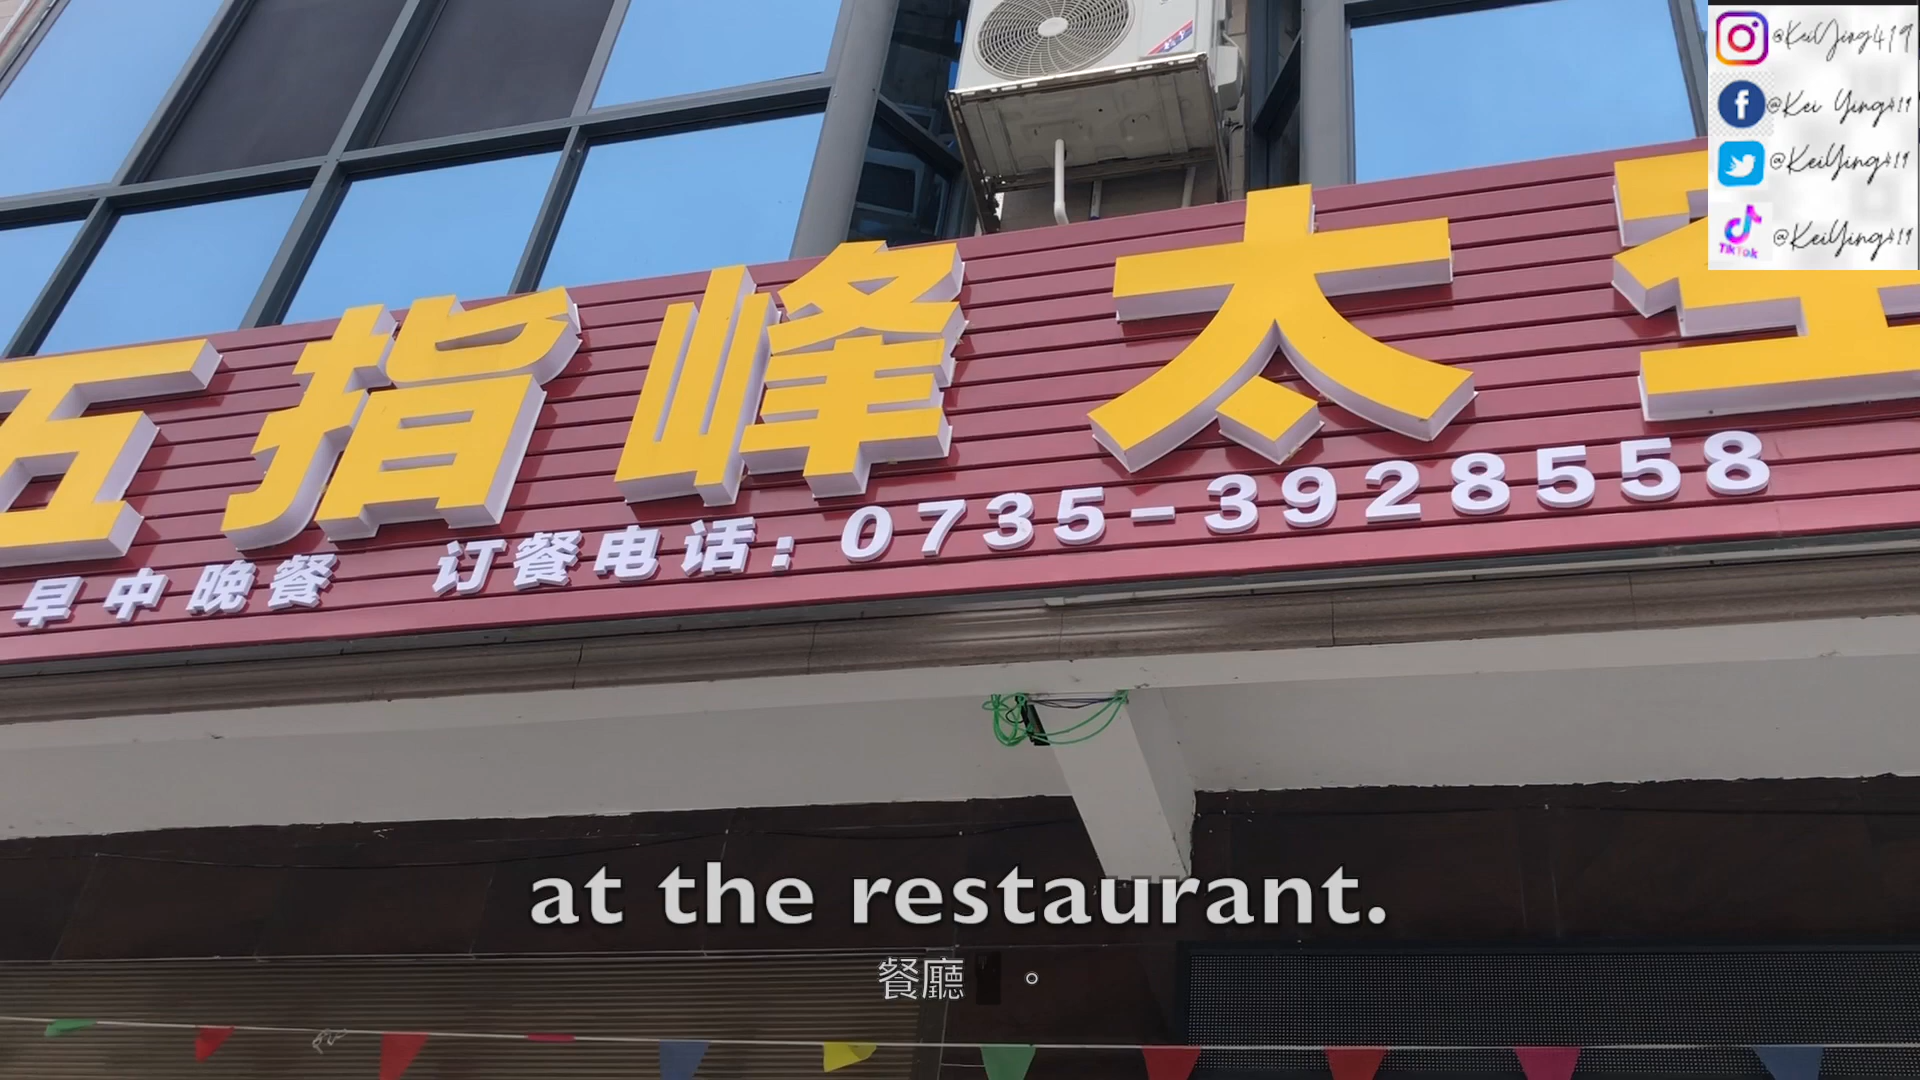 五指峰 太
早中晚餐 订餐电话：0735-3928558
@KeiYing419
@Kei Ying419
@KeiYing419
TikTok @KeiYing419
at the restaurant.
餐廳 。